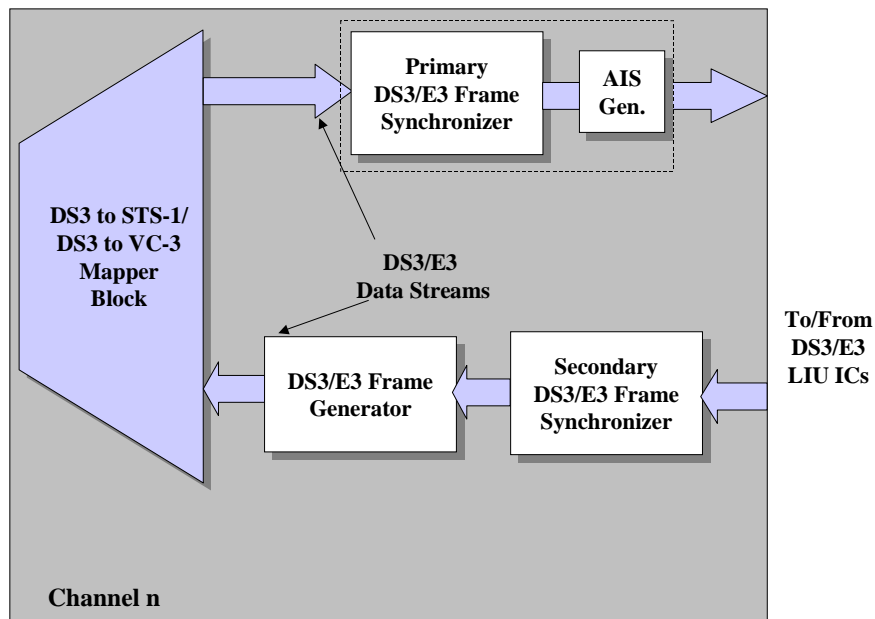 Primary
DS3/E3 Frame
Synchronizer
AIS
Gen.
DS3 to STS-1/
DS3 to VC-3
Mapper
Block
DS3/E3
Data Streams
To/From
DS3/E3
LIU ICs
DS3/E3 Frame
Generator
Secondary
DS3/E3 Frame
Synchronizer
Channel n